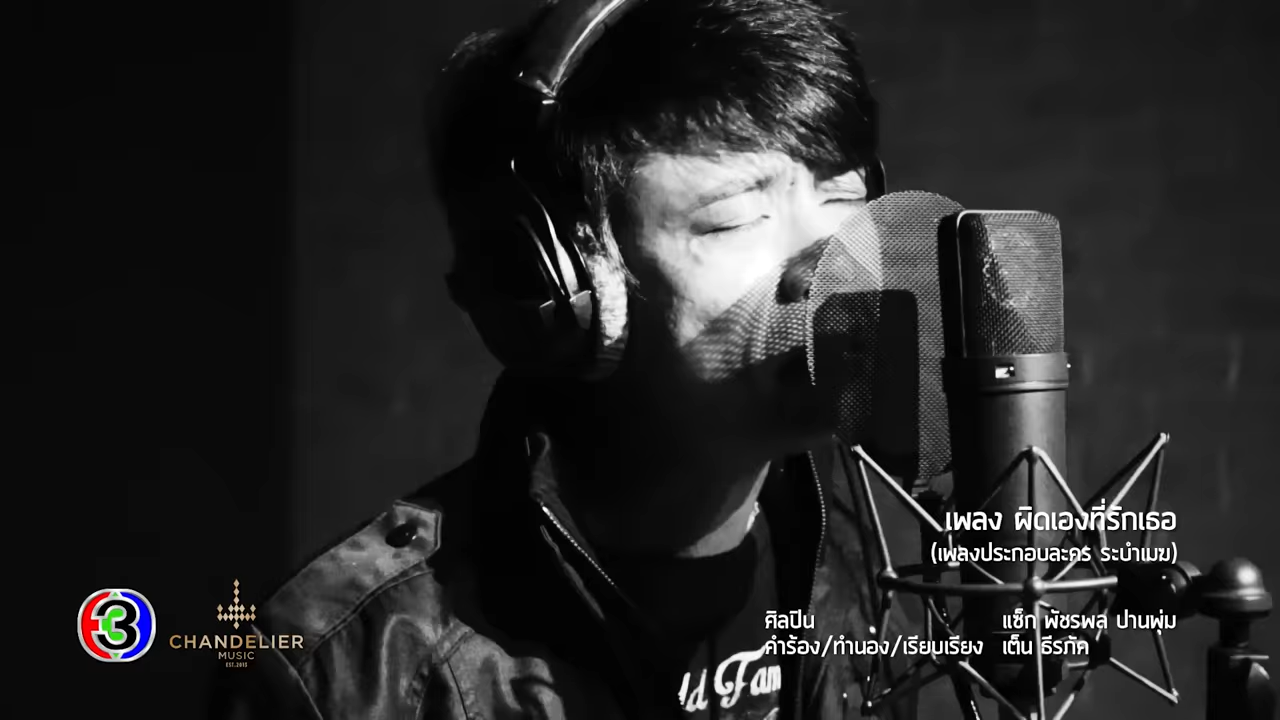 เพลง ผิดเองที่รักเธอ
(เพลงประกอบละคร ระบำเมฆ)
ศิลปิน แซ็ก พัชรพล ปานพุ่ม
คำร้อง/ทำนอง/เรียบเรียง เต็น ธีรภัค
3
CHANDELIER
MUSIC
EST.2013